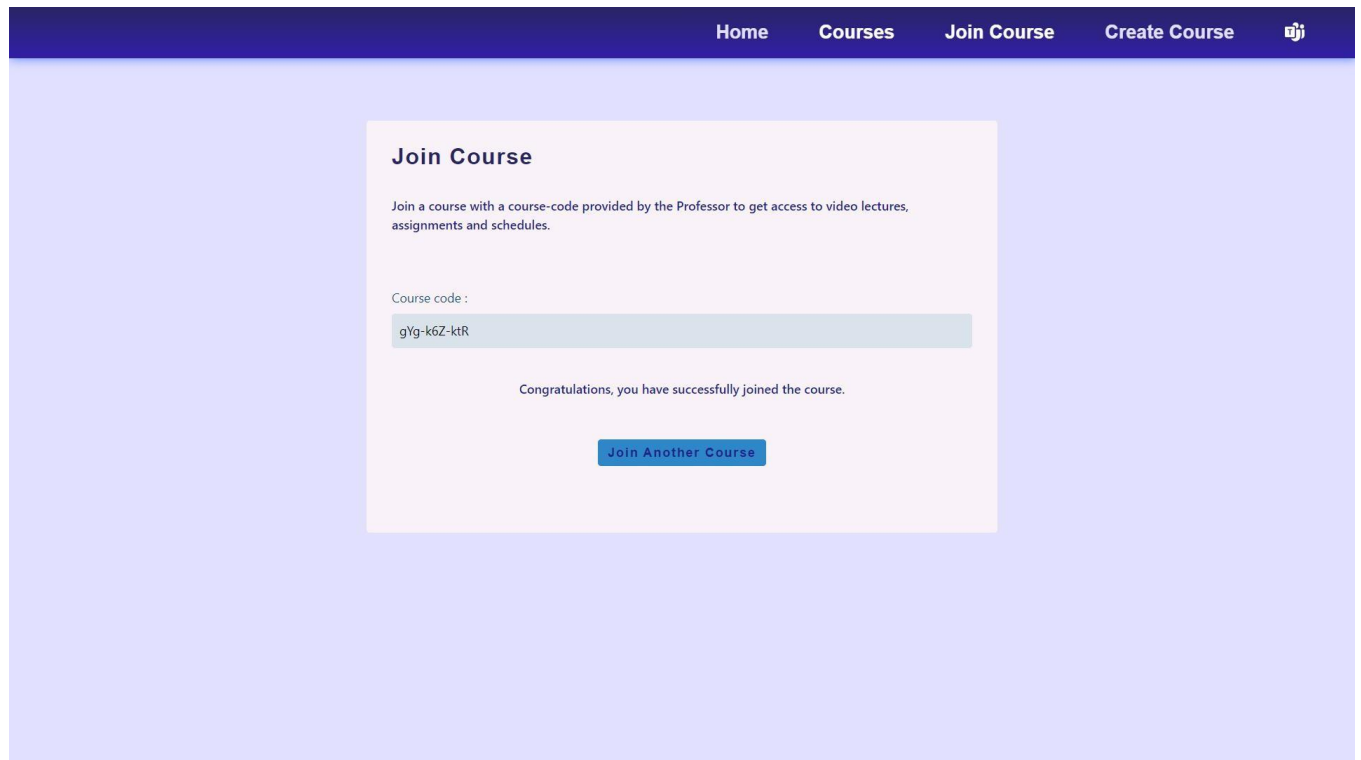 Home Courses Join Course Create Course
Join Course
Join a course with a course-code provided by the Professor to get access to video lectures,
assignments and schedules.
Course code :
gYg-k6Z-ktR
Congratulations, you have successfully joined the course.
Join Another Course